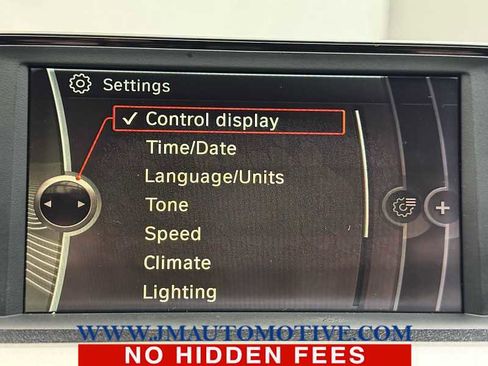 Settings
✓ Control display
Time/Date
Language/Units
Tone
Speed
Climate
Lighting
WWW.JMAUTOMOTIVE.COM
NO HIDDEN FEES